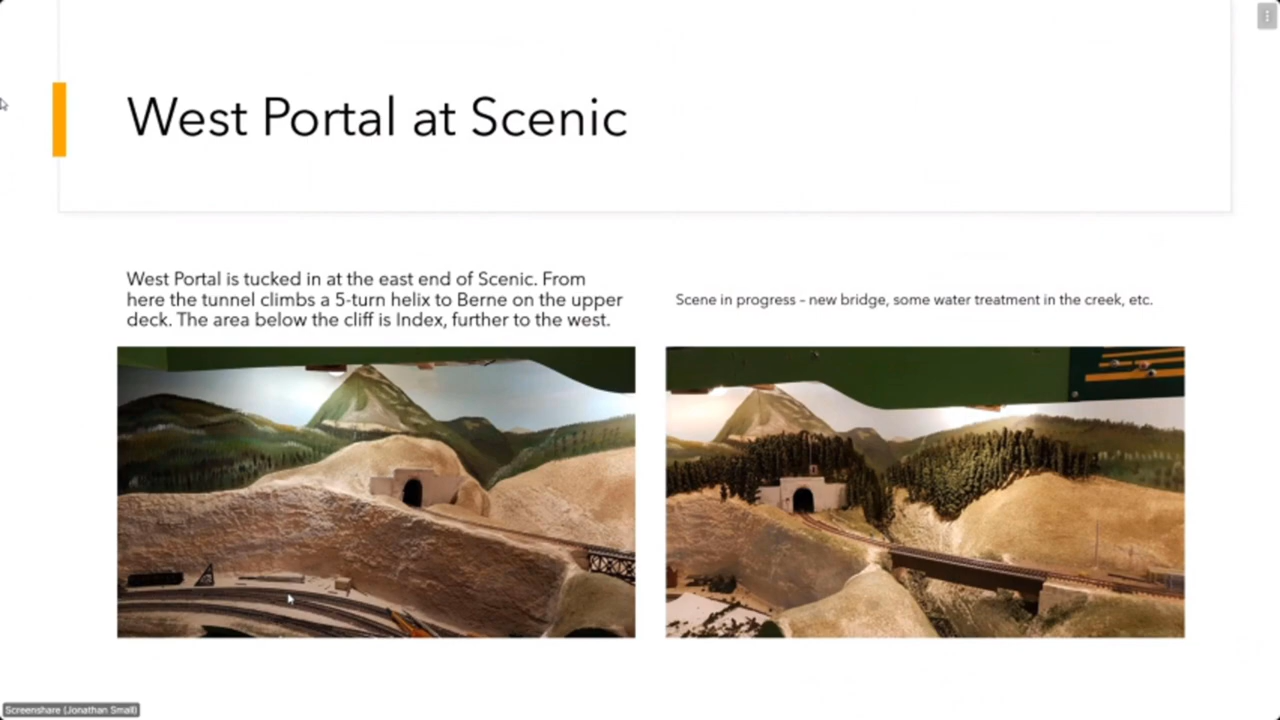 West Portal at Scenic
West Portal is tucked in at the east end of Scenic. From
here the tunnel climbs a 5-turn helix to Berne on the upper
deck. The area below the cliff is Index, further to the west.
Scene in progress – new bridge, some water treatment in the creek, etc.
Screenshare (Jonathan Small)